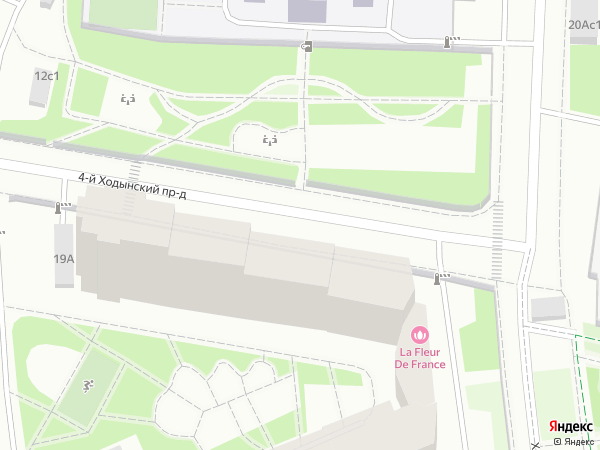 20Ас1
12с1
4-й Ходынский пр-д
19А
La Fleur
De France
Яндекс
© Яндекс